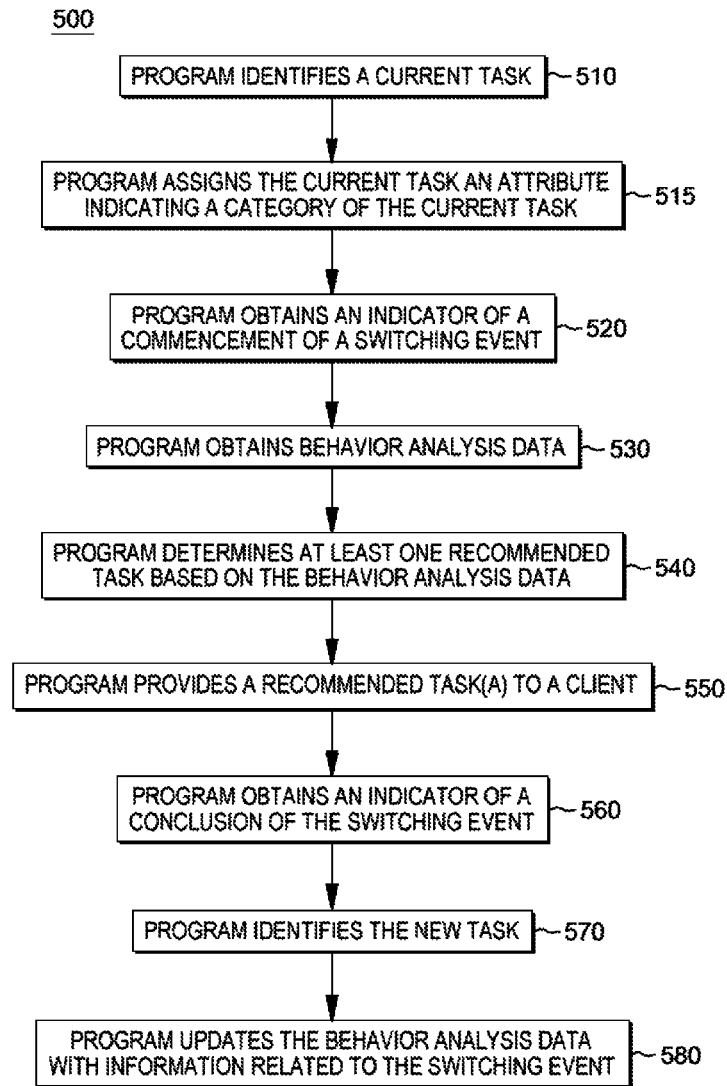 500
PROGRAM IDENTIFIES A CURRENT TASK
510
PROGRAM ASSIGNS THE CURRENT TASK AN ATTRIBUTE
INDICATING A CATEGORY OF THE CURRENT TASK
515
PROGRAM OBTAINS AN INDICATOR OF A
COMMENCEMENT OF A SWITCHING EVENT
520
PROGRAM OBTAINS BEHAVIOR ANALYSIS DATA
530
PROGRAM DETERMINES AT LEAST ONE RECOMMENDED
TASK BASED ON THE BEHAVIOR ANALYSIS DATA
540
PROGRAM PROVIDES A RECOMMENDED TASK(A) TO A CLIENT
550
PROGRAM OBTAINS AN INDICATOR OF A
CONCLUSION OF THE SWITCHING EVENT
560
PROGRAM IDENTIFIES THE NEW TASK
570
PROGRAM UPDATES THE BEHAVIOR ANALYSIS DATA
WITH INFORMATION RELATED TO THE SWITCHING EVENT
580